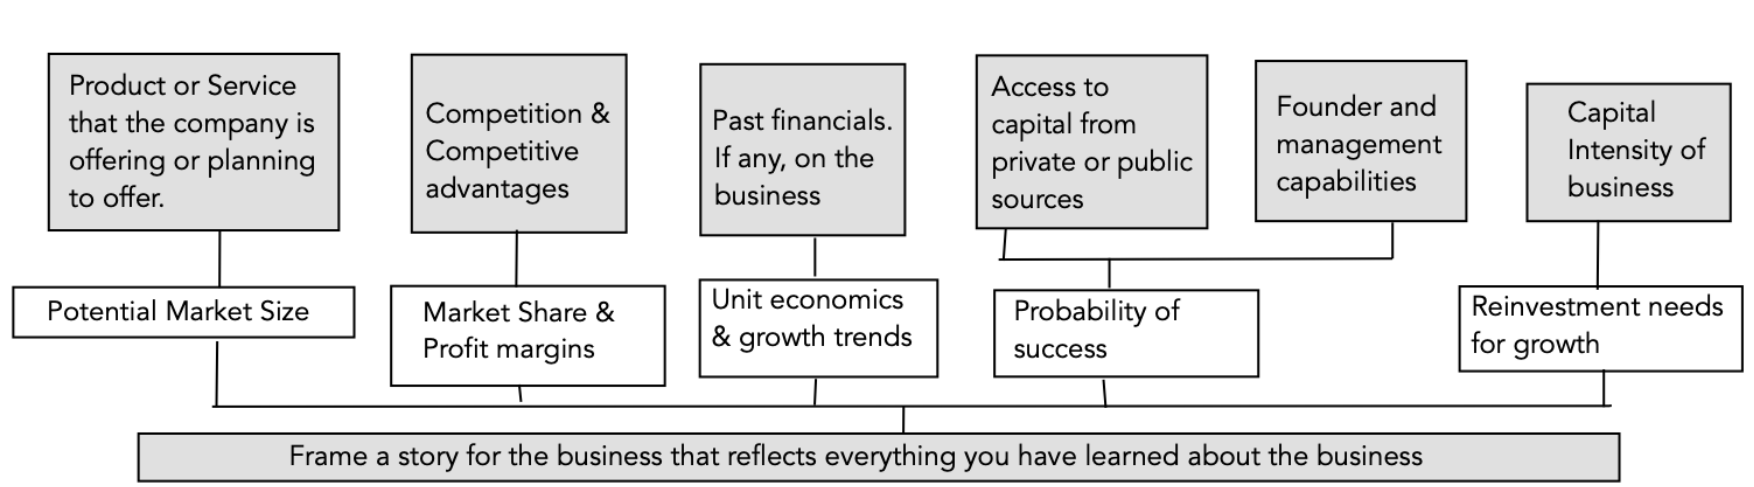 Product or Service
that the company is
offering or planning
to offer.
Competition &
Competitive
advantages
Past financials.
If any, on the
business
Access to
capital from
private or public
sources
Founder and
management
capabilities
Capital
Intensity of
business
Potential Market Size
Market Share &
Profit margins
Unit economics
& growth trends
Probability of
success
Reinvestment needs
for growth
Frame a story for the business that reflects everything you have learned about the business